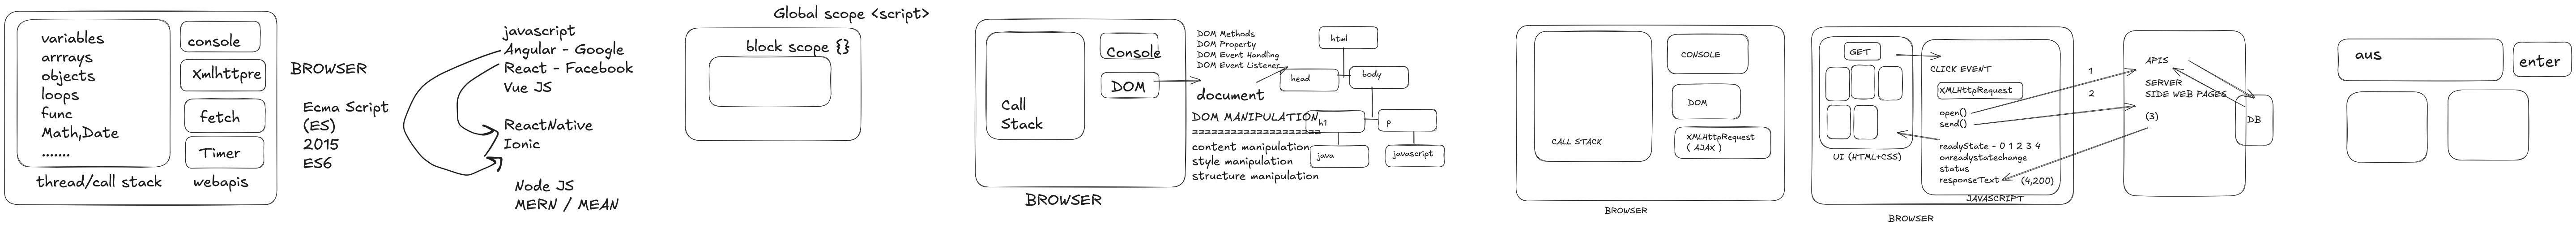 variables
arrrays
objects
loops
func
Math,Date
.......
thread/call stack
console
Xmlhttpre
fetch
Timer
webapis
BROWSER
Ecma Script
(ES)
2015
ES6
javascript
Angular - Google
React - Facebook
Vue JS
ReactNative
Ionic
Node JS
MERN / MEAN
Global scope <script>
block scope {}
Call
Stack
Console
DOM
BROWSER
DOM Methods
DOM Property
DOM Event Handling
DOM Event Listener
document
DOM MANIPULATION
====================
content manipulation
style manipulation
structure manipulation
html
head
body
h1
p
java
javascript
CALL STACK
CONSOLE
DOM
XMLHttpRequest
( AJAX )
BROWSER
GET
UI (HTML+CSS)
CLICK EVENT
XMLHttpRequest
open()
send()
readyState - 0 1 2 3 4
onreadystatechange
status
responseText
(4,200)
JAVASCRIPT
BROWSER
1
2
APIS
SERVER
SIDE WEB PAGES
(3)
DB
aus
enter